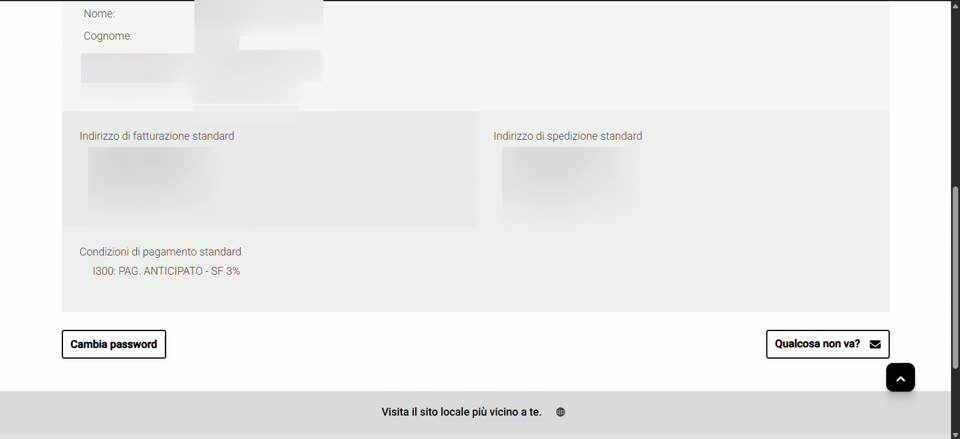 Nome:
Cognome:
Indirizzo di fatturazione standard
Indirizzo di spedizione standard
Condizioni di pagamento standard
I300: PAG. ANTICIPATO - SF 3%
Cambia password
Qualcosa non va?
Visita il sito locale più vicino a te.